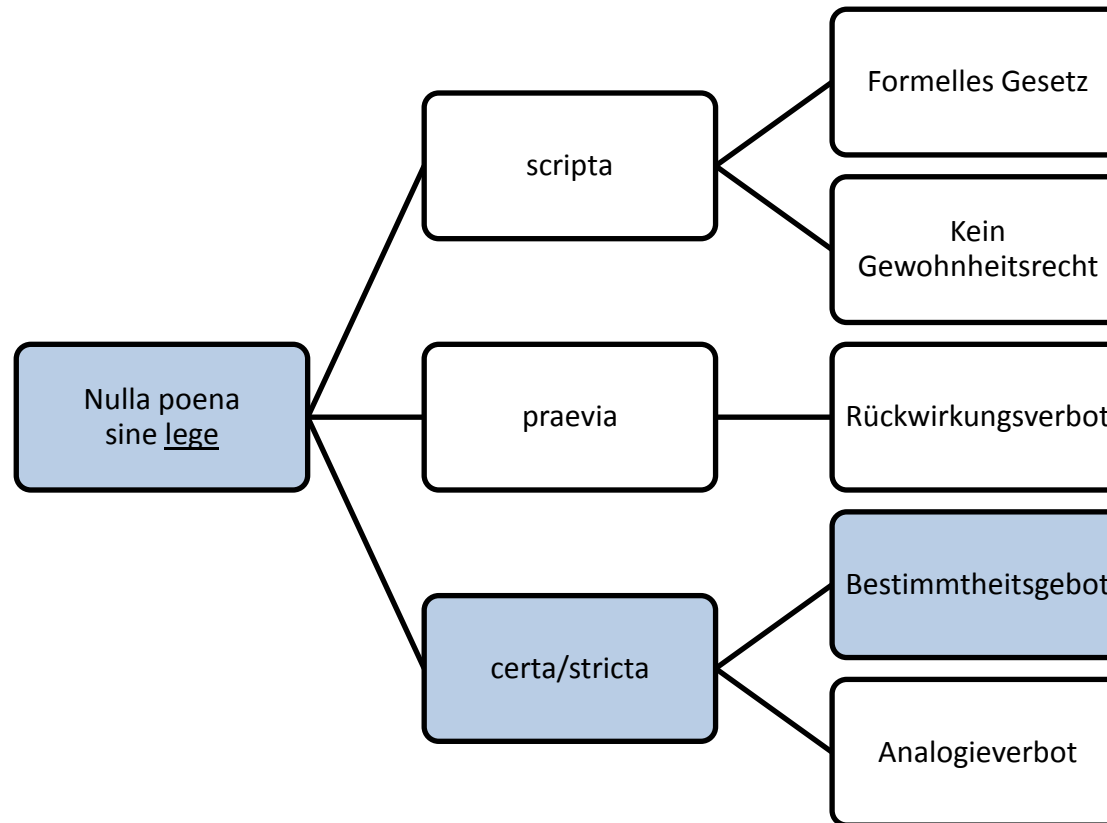 Formelles Gesetz
scripta
Kein
Gewohnheitsrecht
Nulla poena
sine lege
praevia
Rückwirkungsverbot
Bestimmtheitsgebot
certa/stricta
Analogieverbot